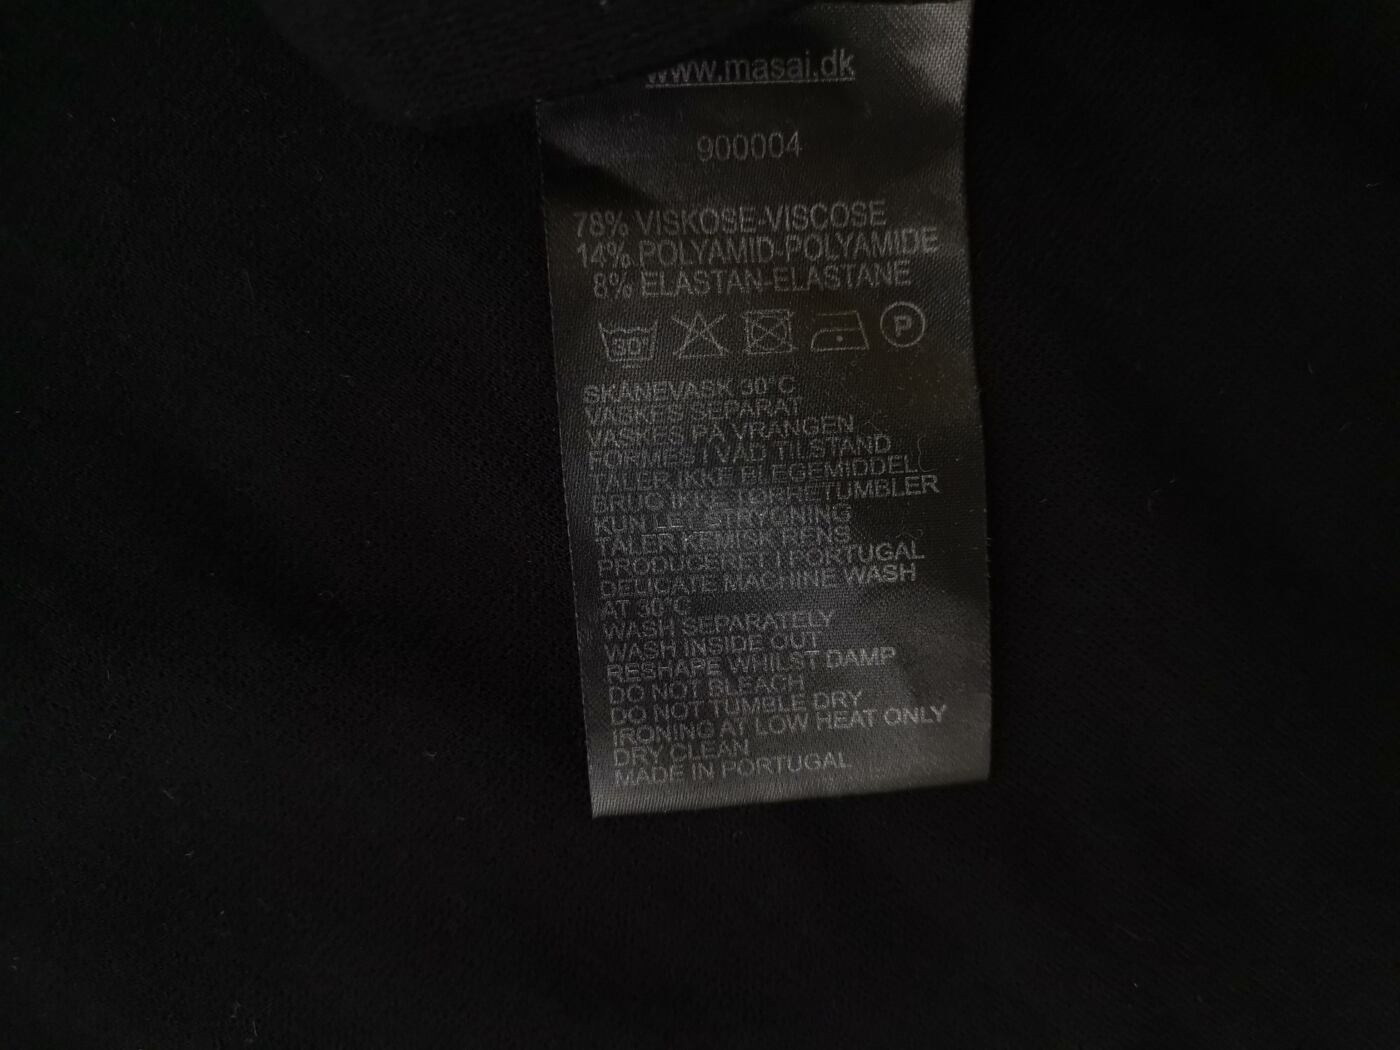 www.masai.dk
900004
78% VISKOSE-VISCOSE
14% POLYAMID-POLYAMIDE
8% ELASTAN-ELASTANE
30° P
SKÅNEVASK 30°C
VASKES SEPARAT
VASKES PÅ VRANGEN
FORMES I VÅD TILSTAND
TÅLER IKKE BLEGEMIDDEL
BRUG IKKE TØRRETUMBLER
KUN LET STRYGNING
TÅLER KEMISK RENS
PRODUCERET I PORTUGAL
DELICATE MACHINE WASH
AT 30°C
WASH SEPARATELY
WASH INSIDE OUT
RESHAPE WHILST DAMP
DO NOT BLEACH
DO NOT TUMBLE DRY
IRONING AT LOW HEAT ONLY
DRY CLEAN
MADE IN PORTUGAL